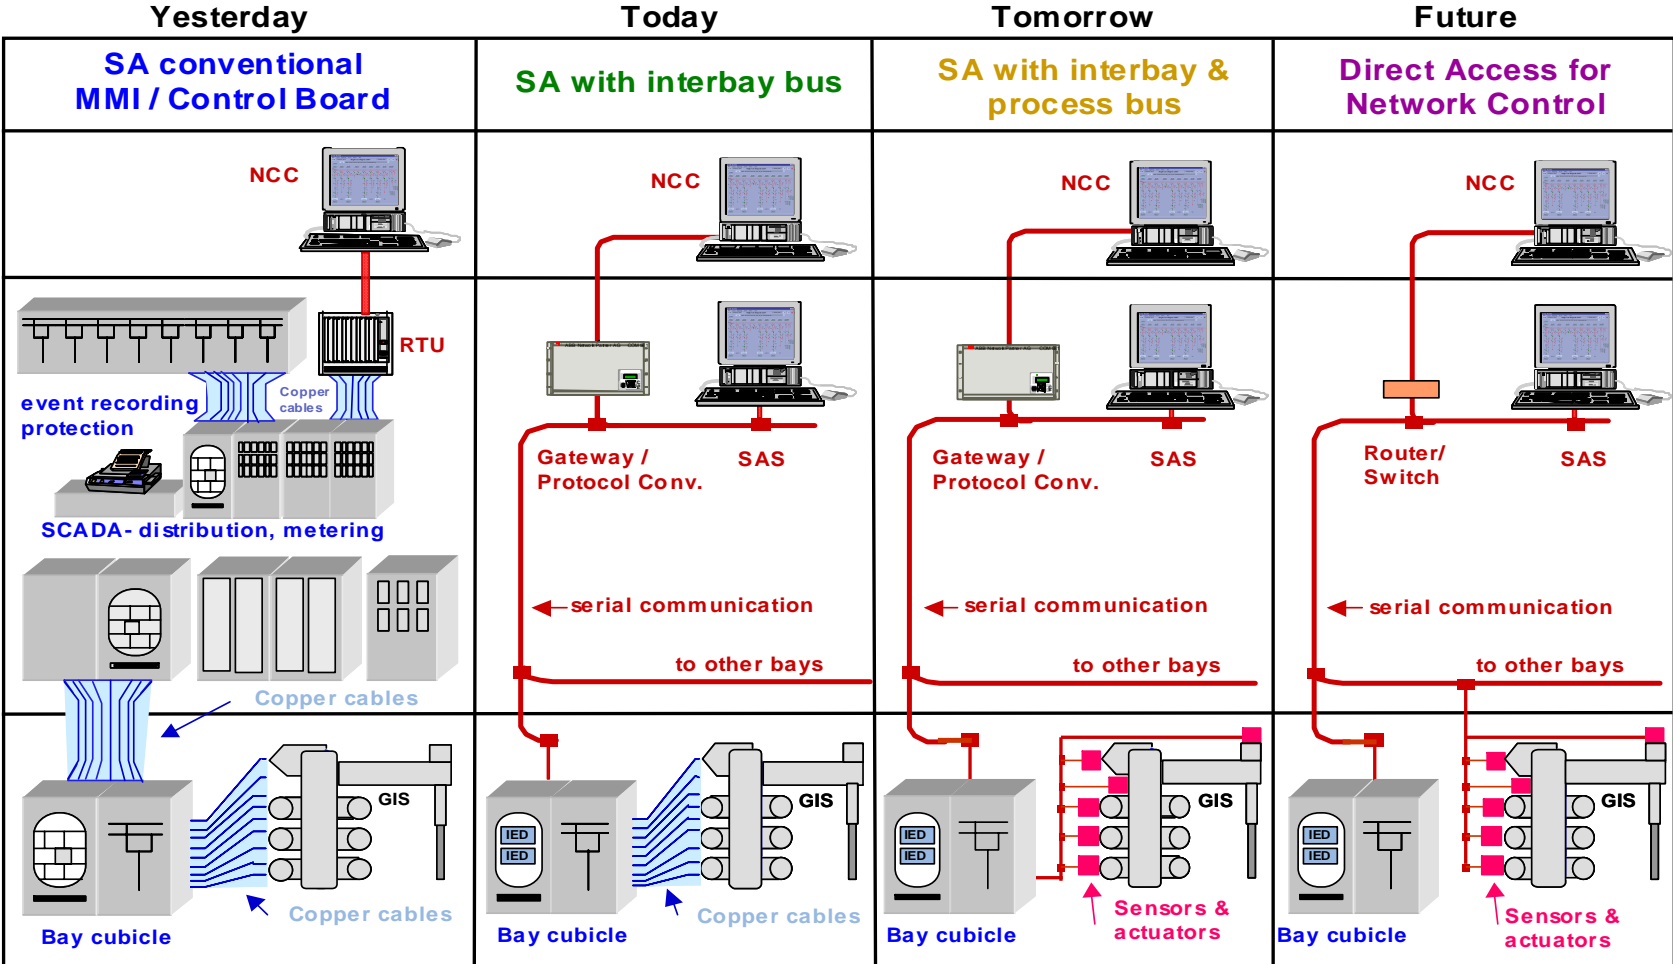 Yesterday
Today
Tomorrow
Future
SA conventional
MMI / Control Board
SA with interbay bus
SA with interbay &
process bus
Direct Access for
Network Control
NCC
NCC
NCC
NCC
RTU
Copper
cables
event recording
protection
SCADA- distribution, metering
Copper cables
GIS
Copper cables
Bay cubicle
Gateway /
Protocol Conv.
SAS
serial communication
to other bays
IED
IED
GIS
Copper cables
Bay cubicle
Gateway /
Protocol Conv.
SAS
serial communication
to other bays
IED
IED
GIS
Sensors &
actuators
Bay cubicle
Router/
Switch
SAS
serial communication
to other bays
IED
IED
GIS
Sensors &
actuators
Bay cubicle